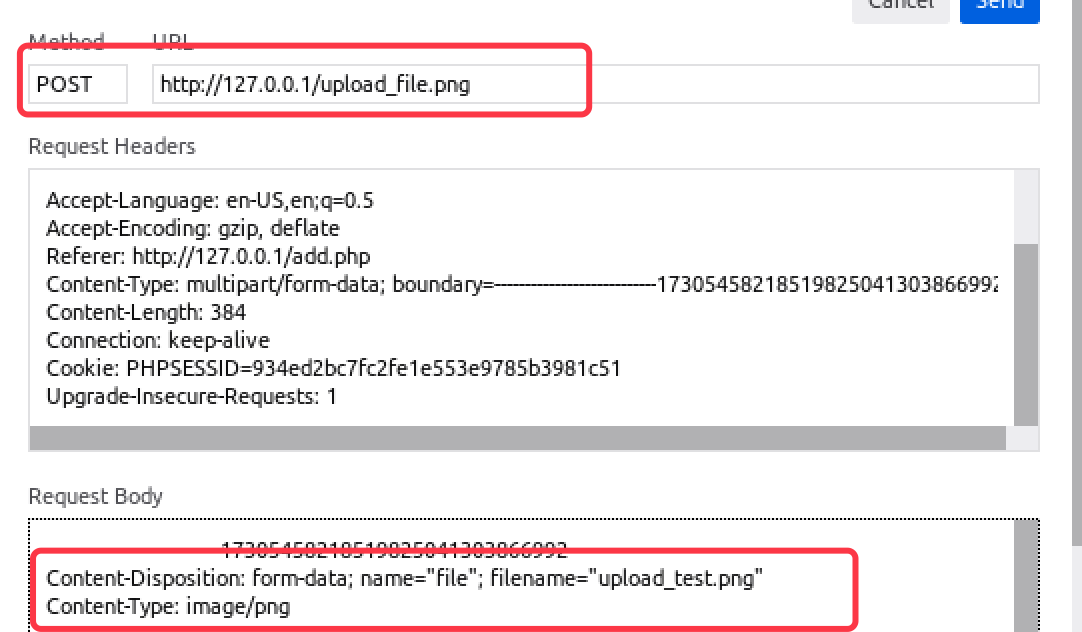 Cancel Send
Method URL
POST http://127.0.0.1/upload_file.png
Request Headers
Accept-Language: en-US,en;q=0.5
Accept-Encoding: gzip, deflate
Referer: http://127.0.0.1/add.php
Content-Type: multipart/form-data; boundary=---------------------------17305458218519825041303866992
Content-Length: 384
Connection: keep-alive
Cookie: PHPSESSID=934ed2bc7fc2fe1e553e9785b3981c51
Upgrade-Insecure-Requests: 1
Request Body
-----------------------------17305458218519825041303866992
Content-Disposition: form-data; name="file"; filename="upload_test.png"
Content-Type: image/png